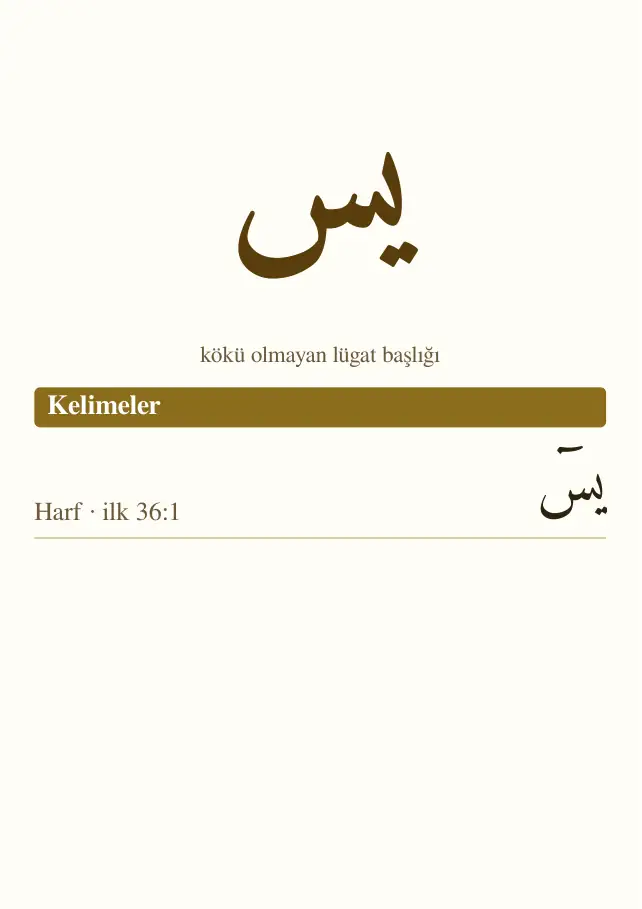 يس
kökü olmayan lügat başlığı
Kelimeler
يسٓ
Harf · ilk 36:1